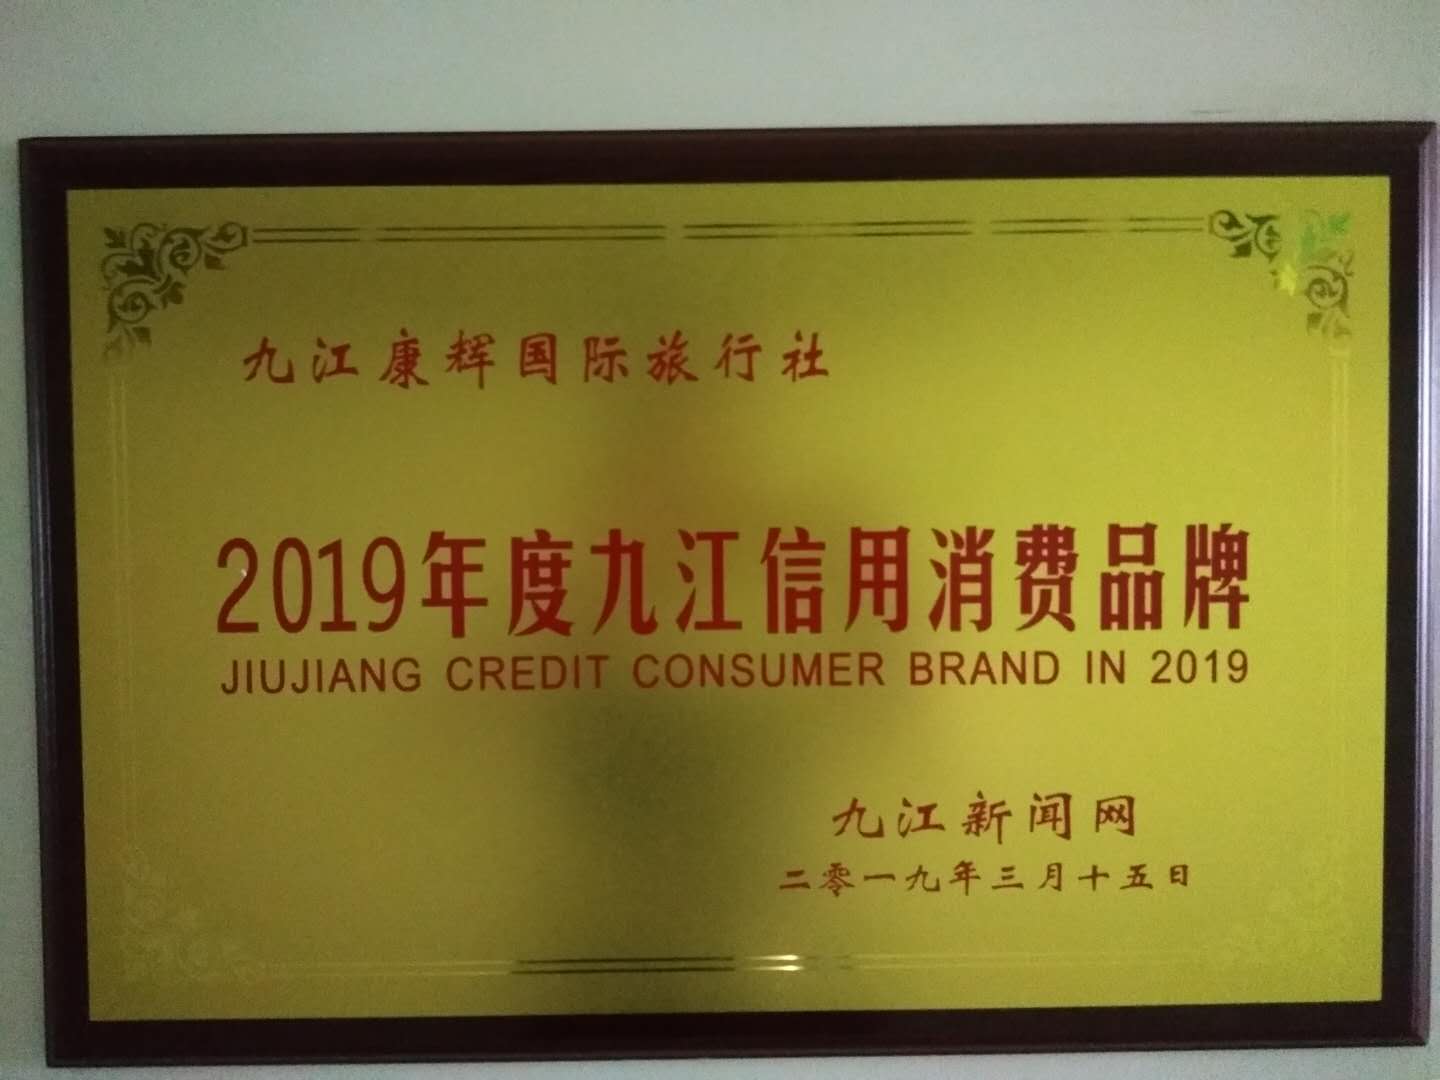 九江康辉国际旅行社
2019年度九江信用消费品牌
JIUJIANG CREDIT CONSUMER BRAND IN 2019
九江新闻网
二零一九年三月十五日